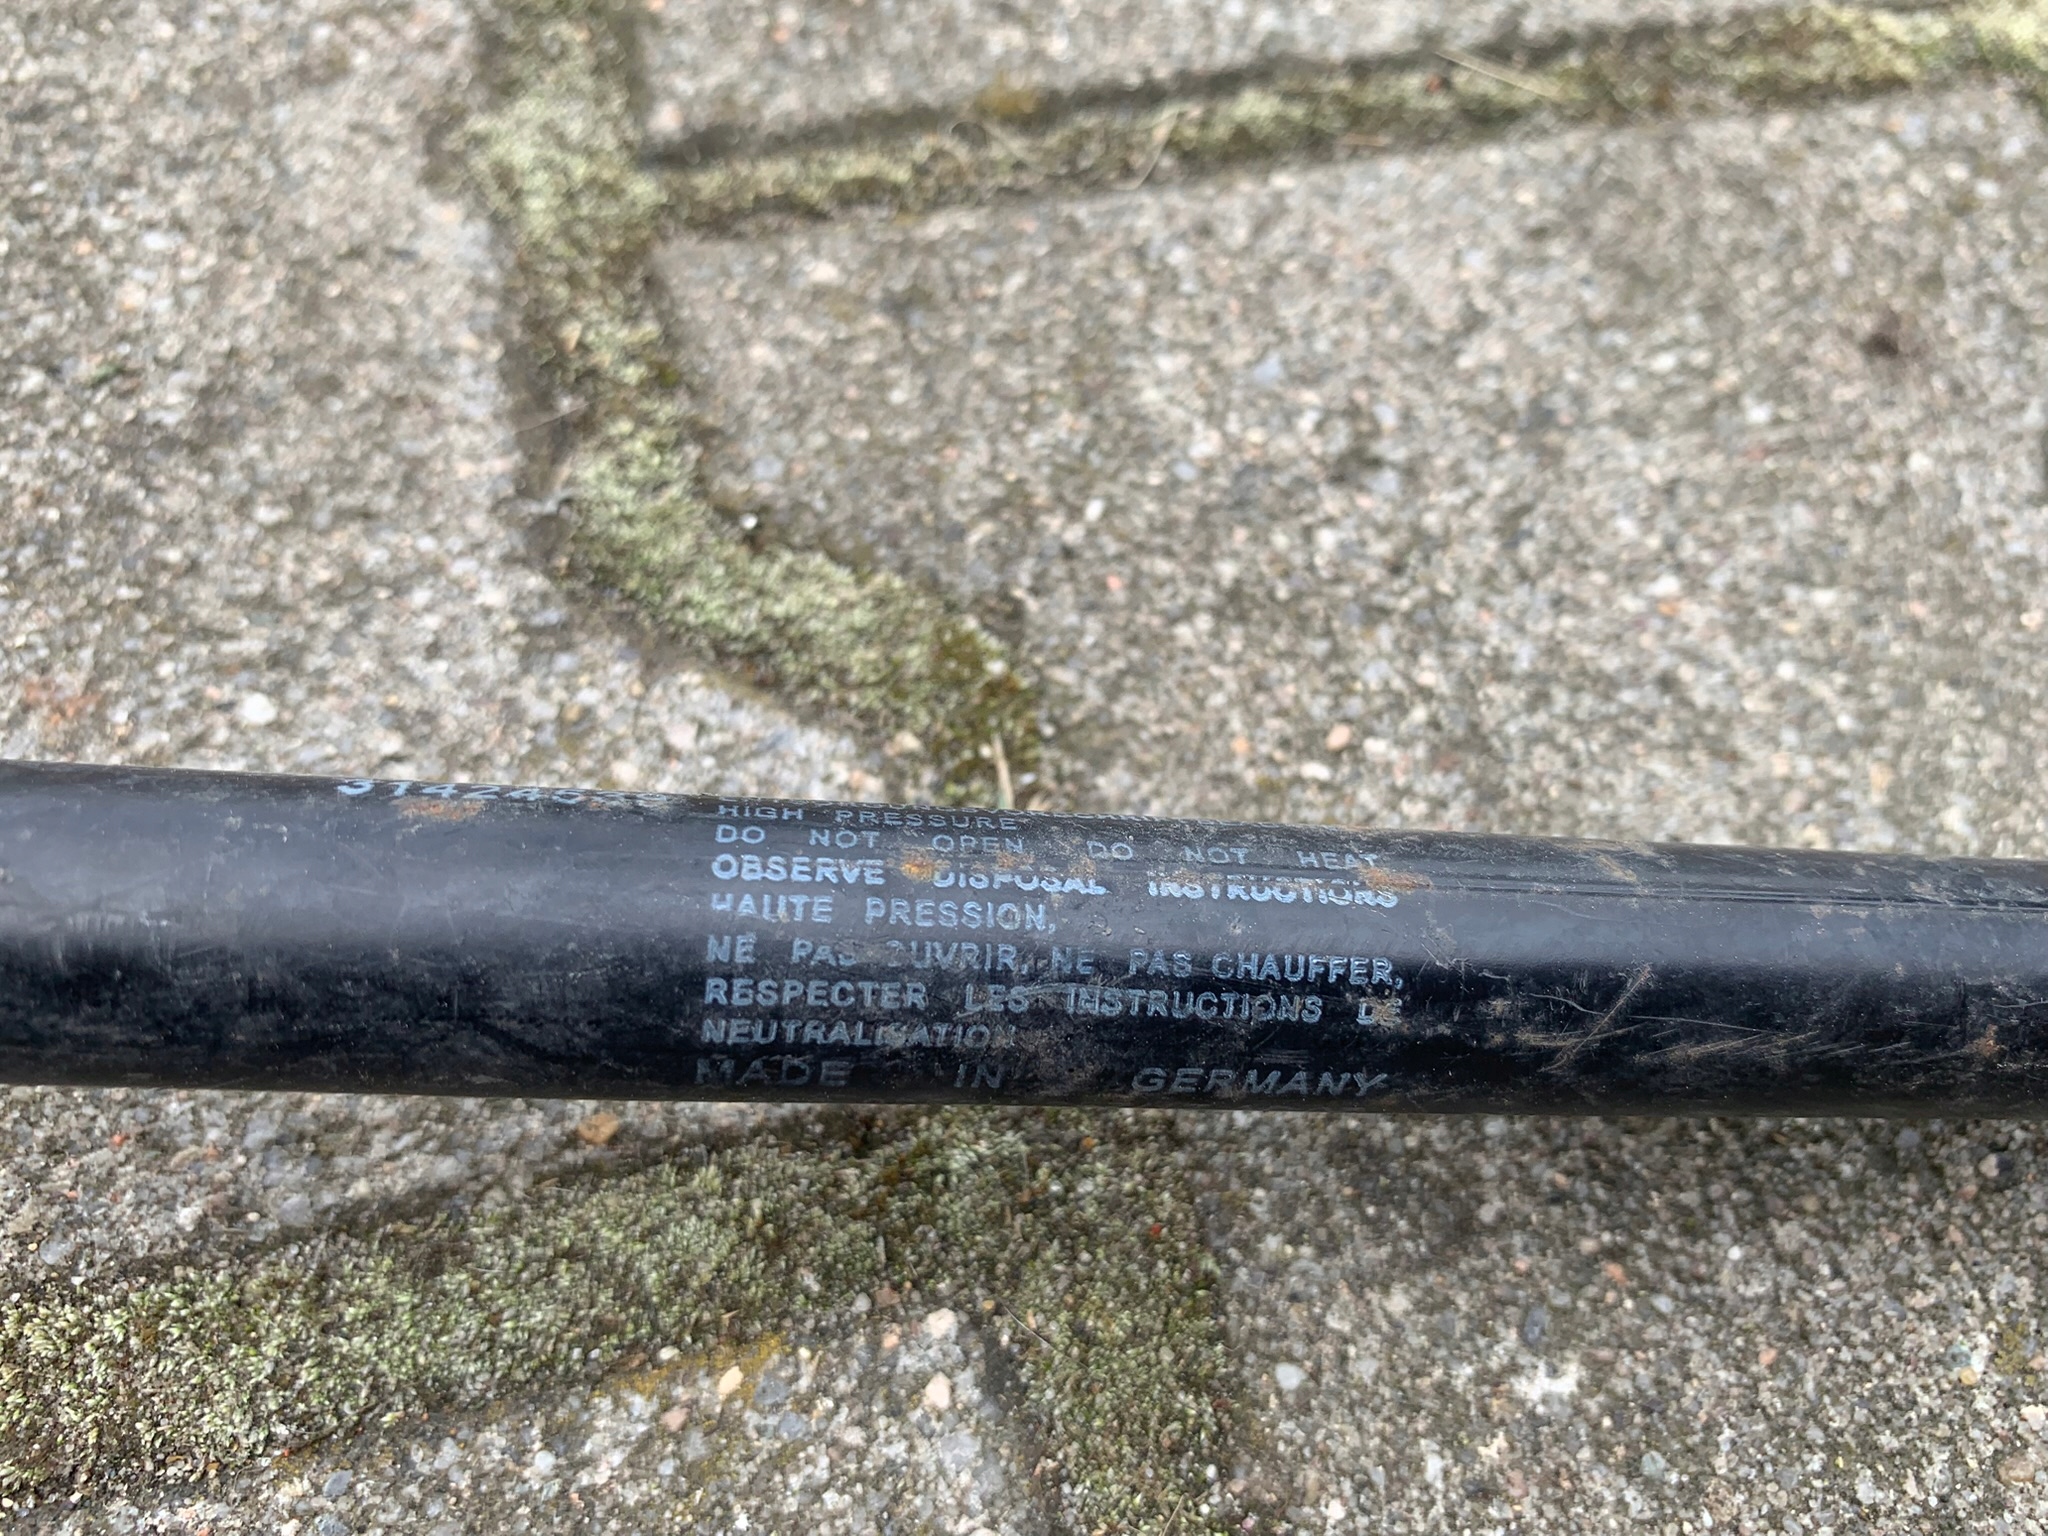 HIGH PRESSURE
DO NOT OPEN DO NOT HEAT
OBSERVE DISPOSAL INSTRUCTIONS
HAUTE PRESSION,
NE PAS OUVRIR, NE PAS CHAUFFER,
RESPECTER LES INSTRUCTIONS DE
NEUTRALISATION
MADE IN GERMANY